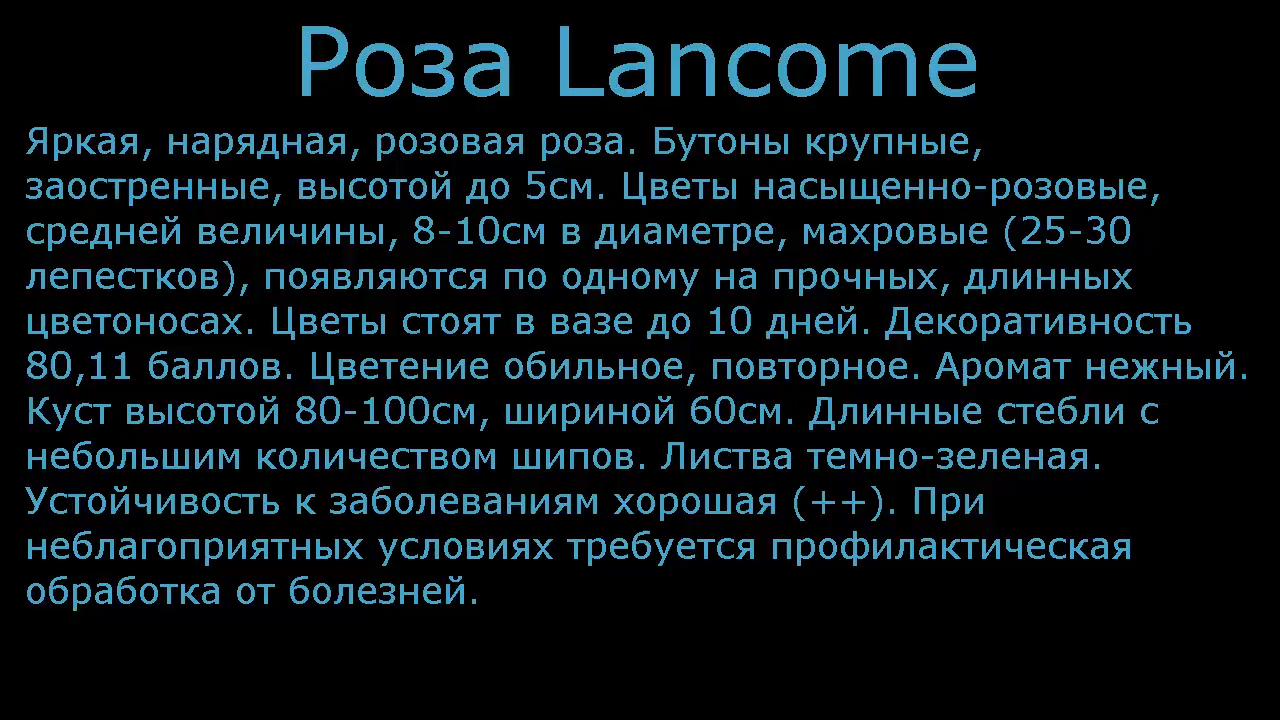 Роза Lancome
Яркая, нарядная, розовая роза. Бутоны крупные,
заостренные, высотой до 5см. Цветы насыщенно-розовые,
средней величины, 8-10см в диаметре, махровые (25-30
лепестков), появляются по одному на прочных, длинных
цветоносах. Цветы стоят в вазе до 10 дней. Декоративность
80,11 баллов. Цветение обильное, повторное. Аромат нежный.
Куст высотой 80-100см, шириной 60см. Длинные стебли с
небольшим количеством шипов. Листва темно-зеленая.
Устойчивость к заболеваниям хорошая (++). При
неблагоприятных условиях требуется профилактическая
обработка от болезней.